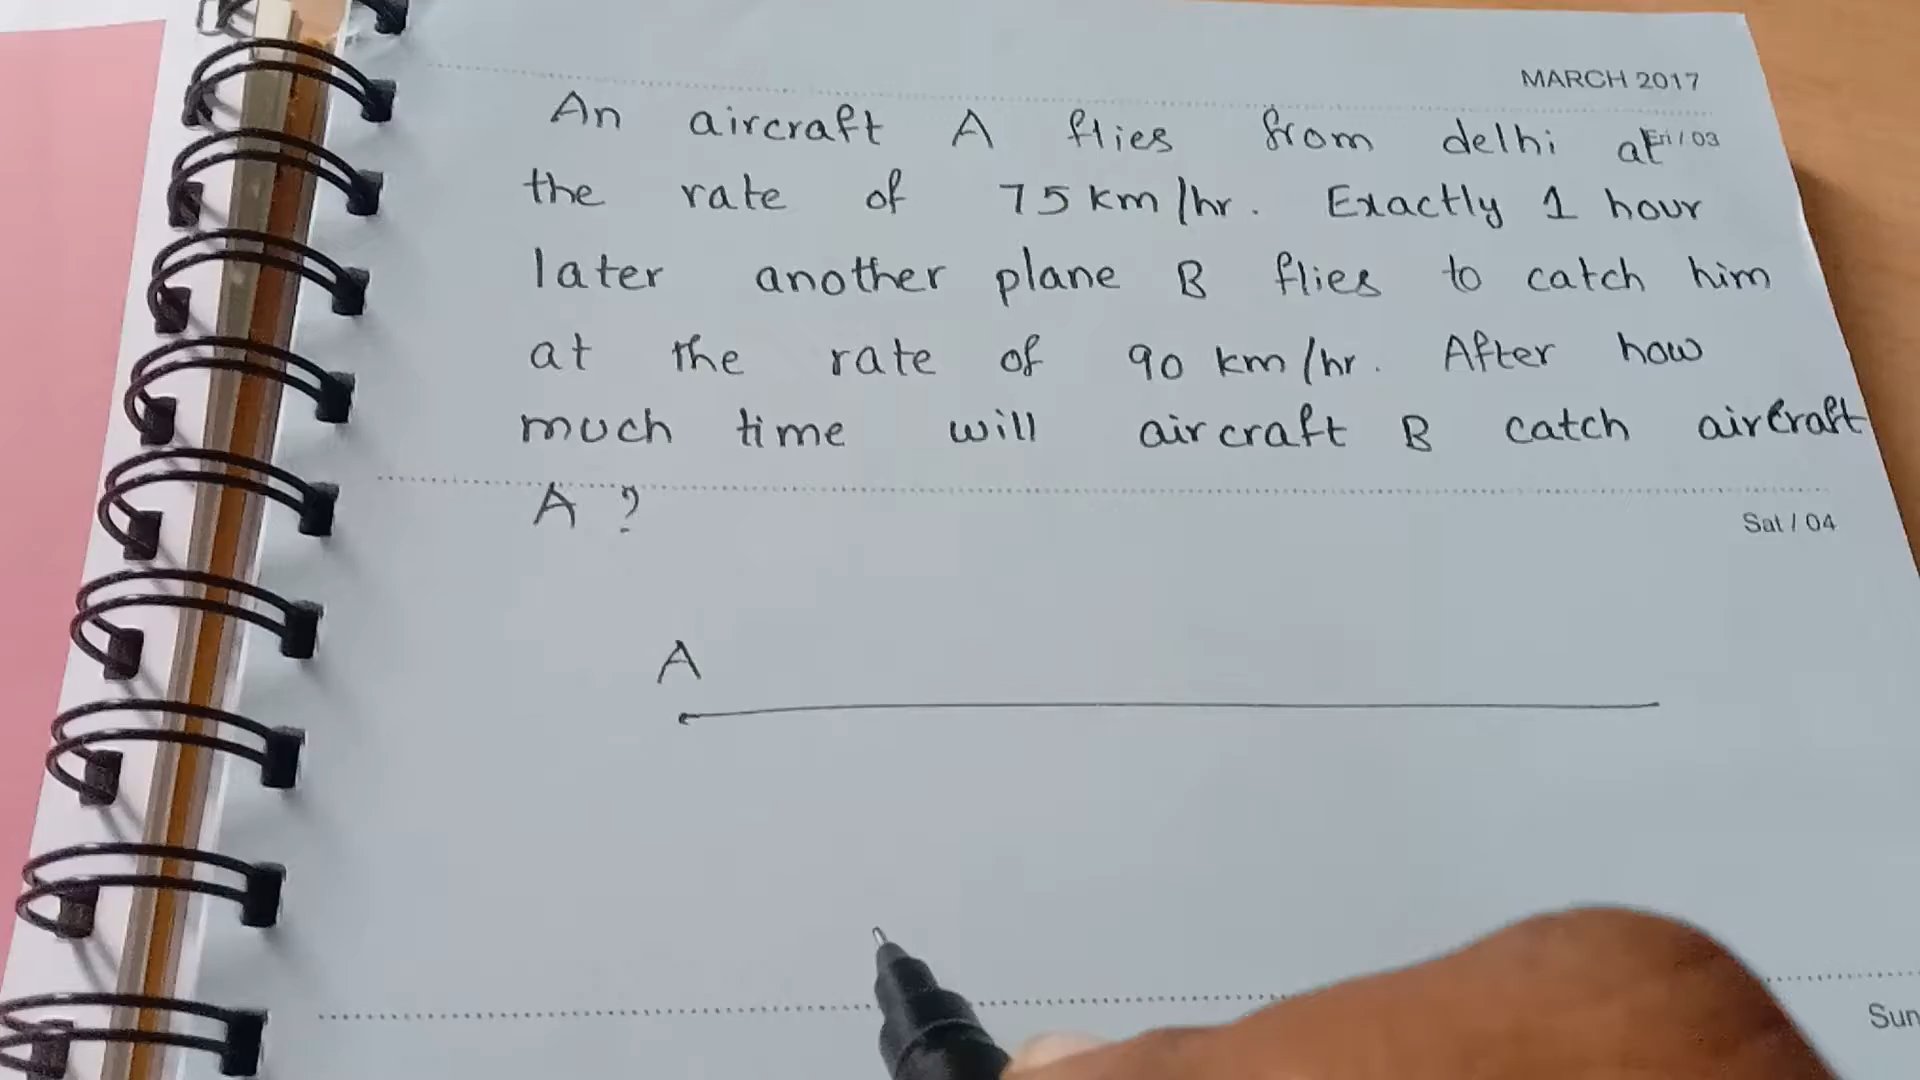 MARCH 2017
An aircraft A flies from delhi at
Fri / 03
the rate of 75 km/hr. Exactly 1 hour
later another plane B flies to catch him
at the rate of 90 km/hr. After how
much time will aircraft B catch aircraft
A ?
Sat / 04
A
Sun